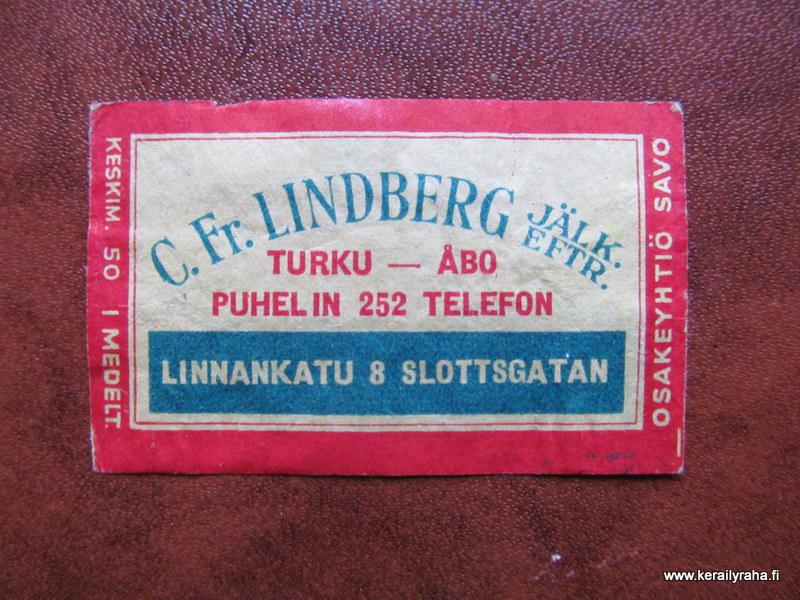 KESKIM. 50 I MEDELT.
C. Fr. LINDBERG JÄLK. EFTR.
TURKU — ÅBO
PUHELIN 252 TELEFON
LINNANKATU 8 SLOTTSGATAN
OSAKEYHTIÖ SAVO
www.kerailyraha.fi